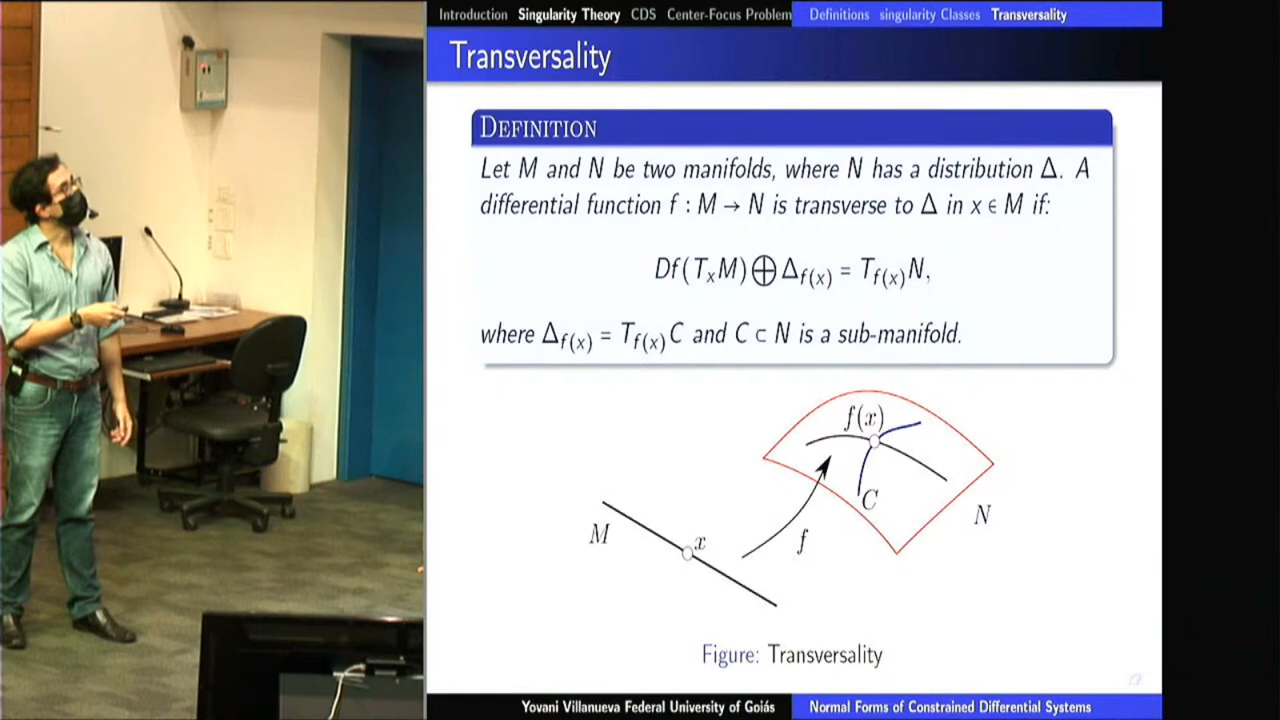 Introduction Singularity Theory CDS Center-Focus Problem Definitions singularity Classes Transversality
Transversality
DEFINITION
Let M and N be two manifolds, where N has a distribution Δ. A
differential function f : M → N is transverse to Δ in x ∈ M if:
Df(TₓM) ⨁ Δ_{f(x)} = T_{f(x)}N,
where Δ_{f(x)} = T_{f(x)}C and C ⊂ N is a sub-manifold.
f(x)
C
N
M
x
f
Figure: Transversality
Yovani Villanueva Federal University of Goiás Normal Forms of Constrained Differential Systems